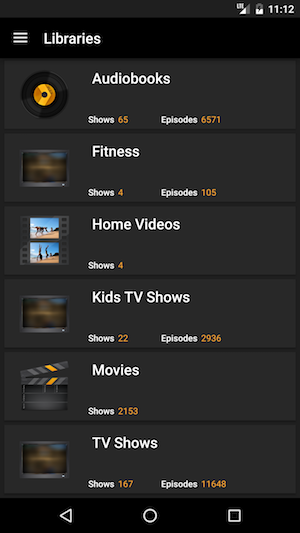 LTE 11:12
Libraries
Audiobooks
Shows 65 Episodes 6571
Fitness
Shows 4 Episodes 105
Home Videos
Shows 4
Kids TV Shows
Shows 22 Episodes 2936
Movies
Shows 2153
TV Shows
Shows 167 Episodes 11648